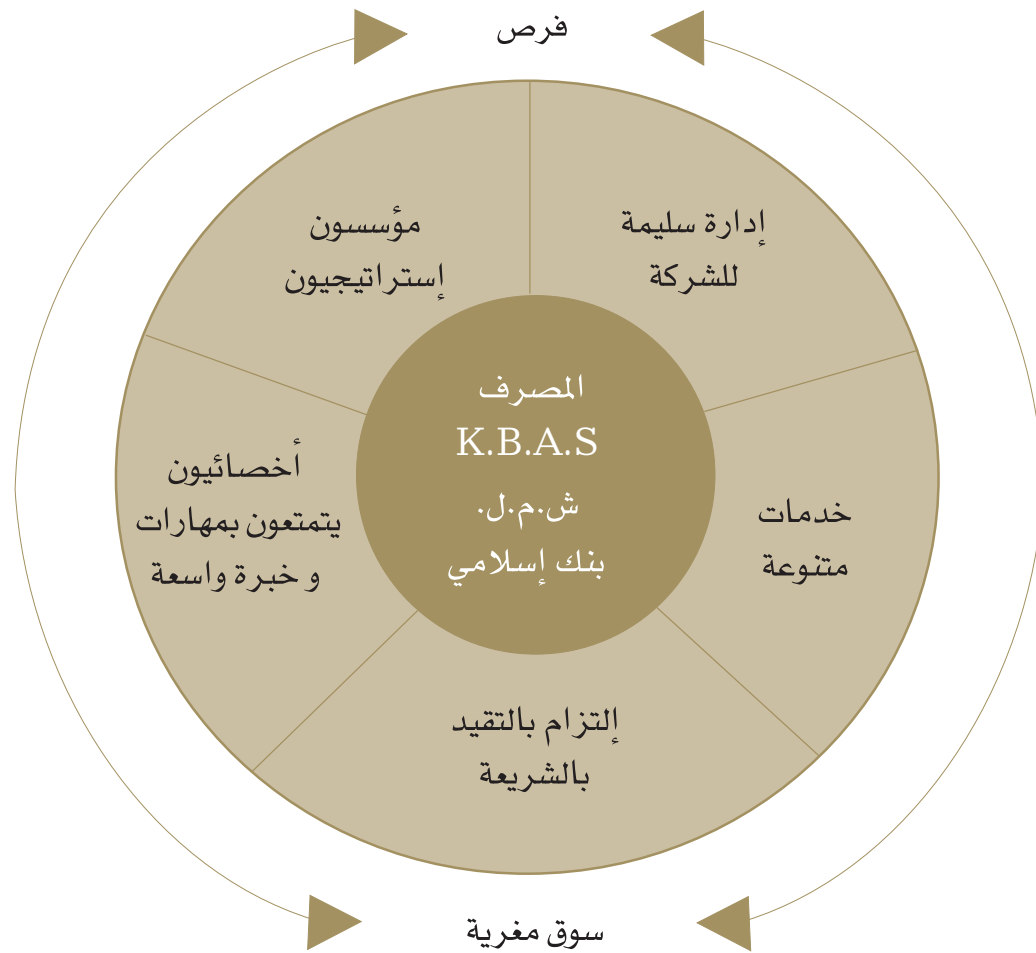 فرص
إدارة سليمة
للشركة
مؤسسون
إستراتيجيون
المصرف
K.B.A.S
ش.م.ل.
بنك إسلامي
خدمات
متنوعة
أخصائيون
يتمتعون بمهارات
و خبرة واسعة
إلتزام بالتقيد
بالشريعة
سوق مغرية